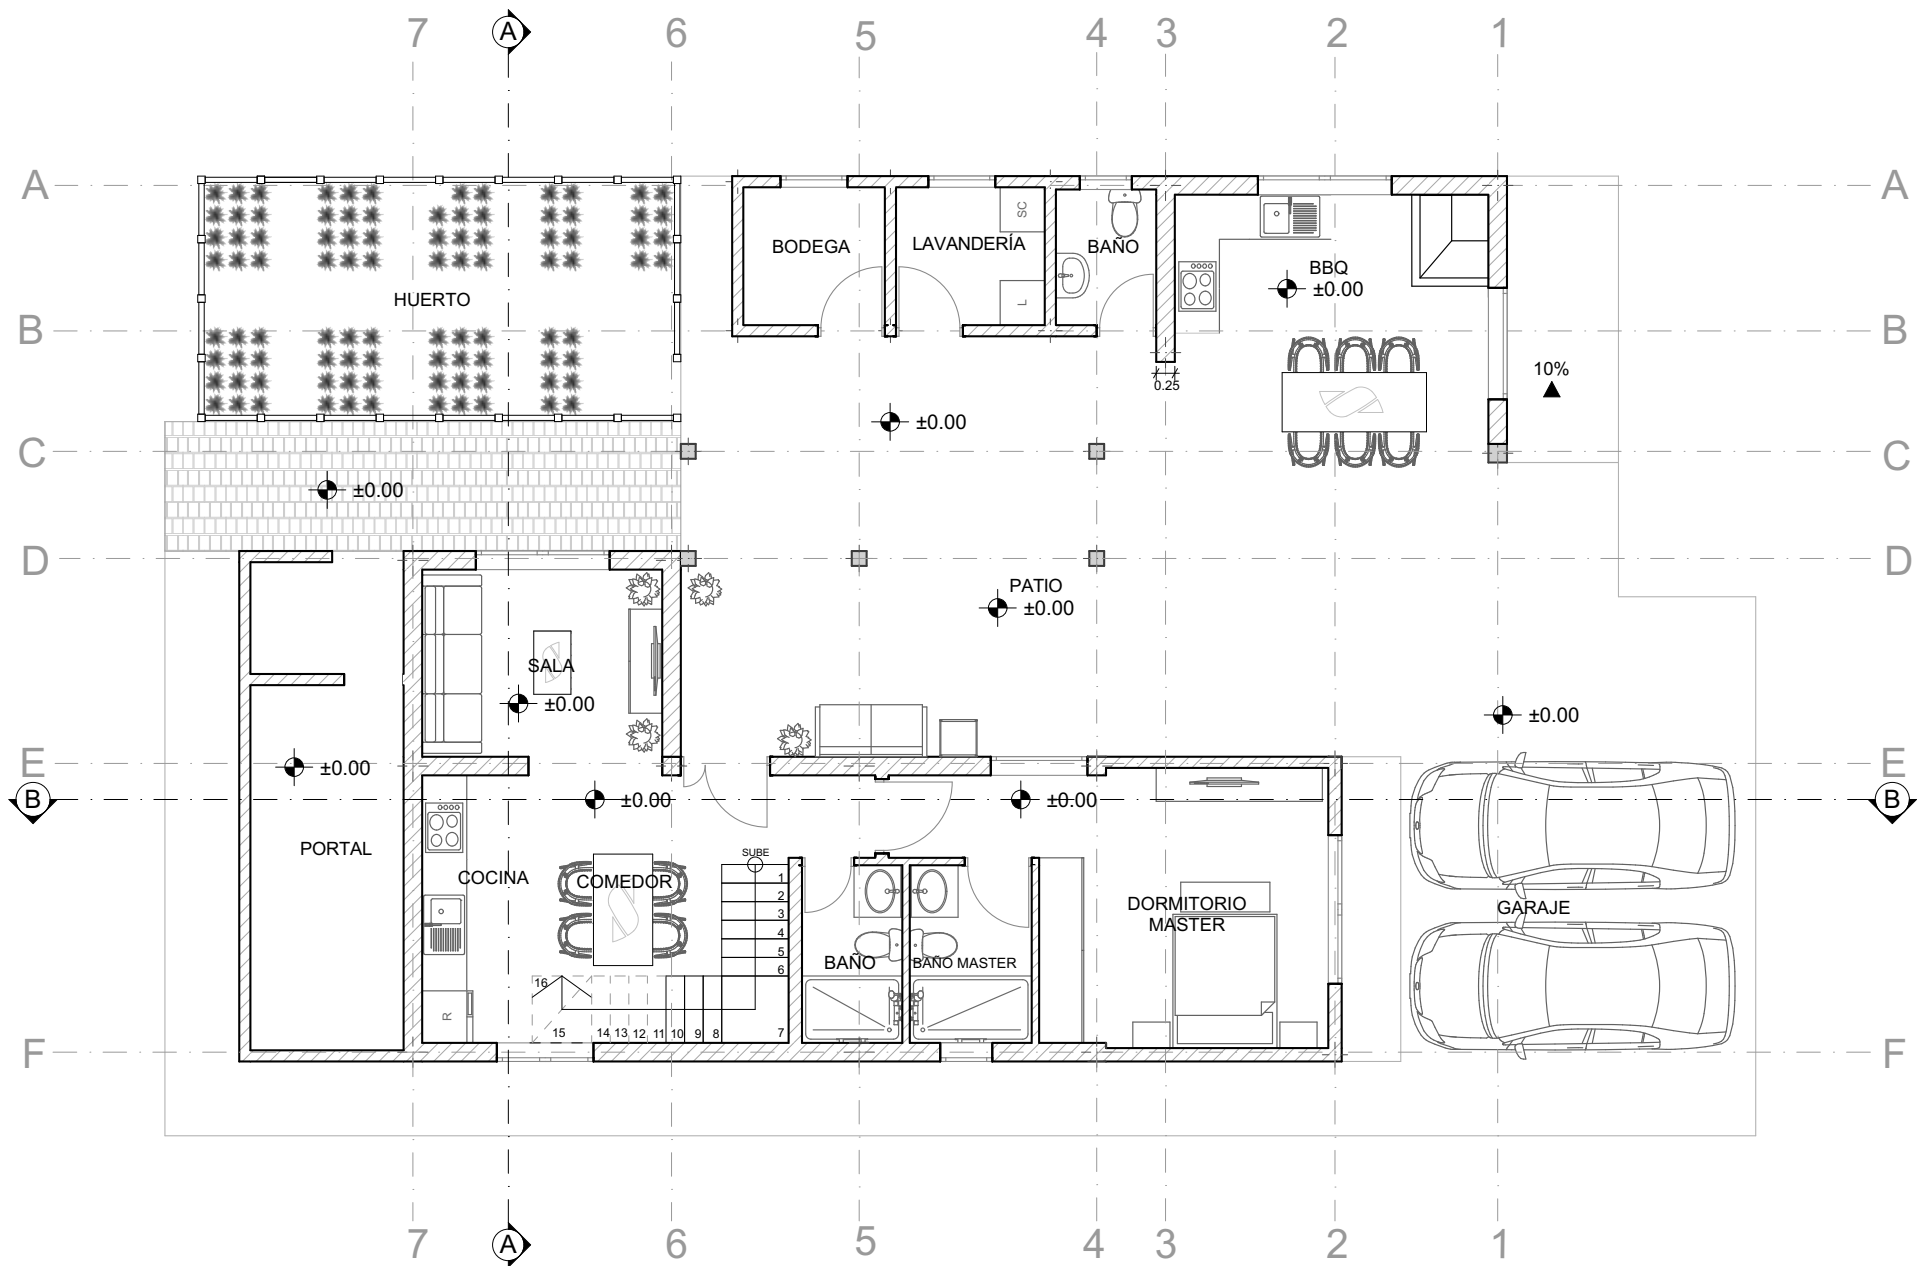 7 A 6 5 4 3 2 1
A A
SC
BODEGA LAVANDERÍA BAÑO
BBQ
±0.00
HUERTO
L
B B
10%
0.25
±0.00
C C
±0.00
D D
PATIO
±0.00
SALA
±0.00
±0.00
E E
±0.00
B ±0.00 ±0.00 B
PORTAL
SUBE
COCINA COMEDOR
1
2
3
4
5
6
DORMITORIO
MASTER
GARAJE
BAÑO BAÑO MASTER
16
R
15 14 13 12 11 10 9 8 7
F F
7 A 6 5 4 3 2 1